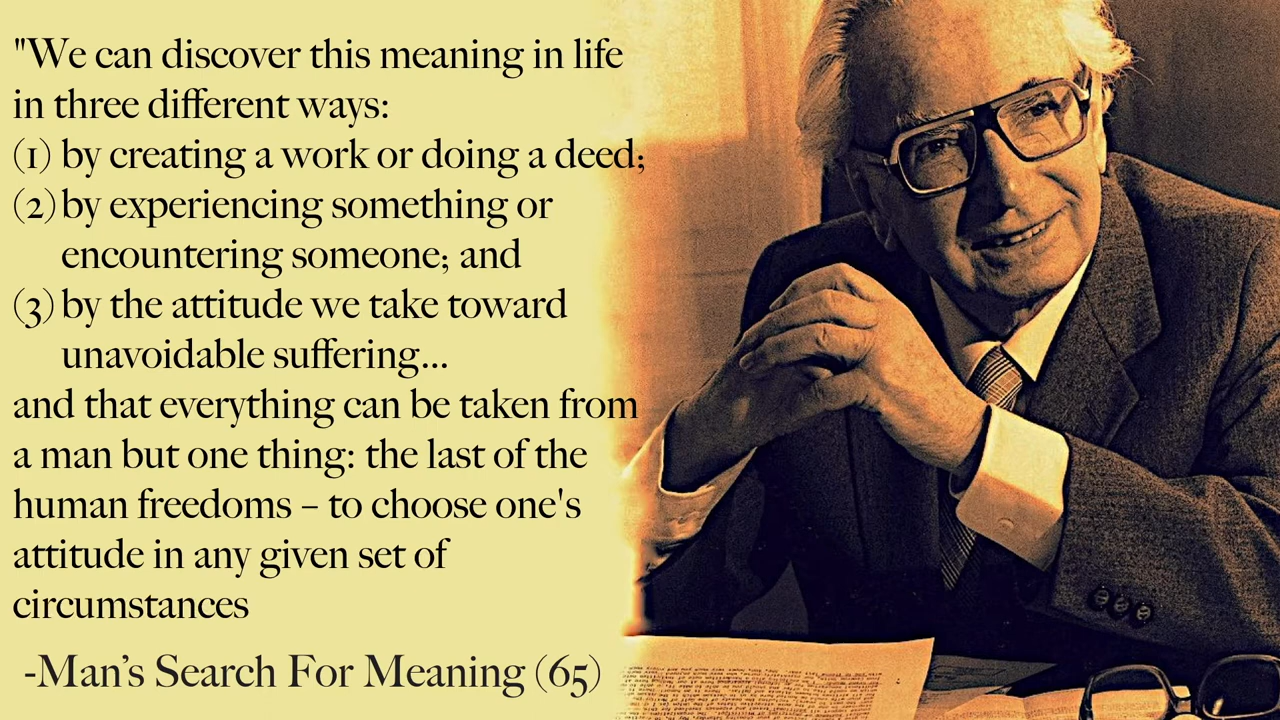 "We can discover this meaning in life
in three different ways:
(1) by creating a work or doing a deed;
(2) by experiencing something or
encountering someone; and
(3) by the attitude we take toward
unavoidable suffering...
and that everything can be taken from
a man but one thing: the last of the
human freedoms – to choose one's
attitude in any given set of
circumstances
-Man's Search For Meaning (65)